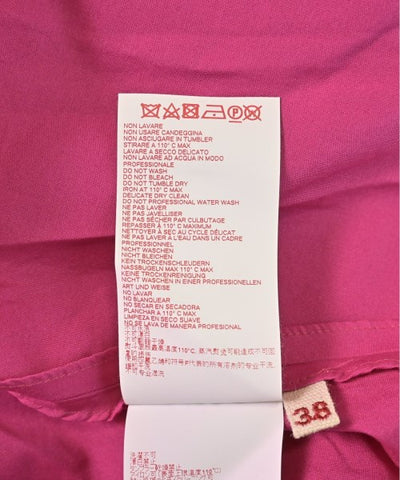 NON LAVARE
NON USARE CANDEGGINA
NON ASCIUGARE IN TUMBLER
STIRARE A 110° C MAX
LAVARE A SECCO DELICATO
NON LAVARE AD ACQUA IN MODO
PROFESSIONALE
DO NOT WASH
DO NOT BLEACH
DO NOT TUMBLE DRY
IRON AT 110° C MAX
DELICATE DRY CLEAN
DO NOT PROFESSIONAL WETWASH
NE PAS LAVER
NE PAS JAVELLISER
NE PAS SÉCHER PAR CULBUTAGE
REPASSER À 110° C MAXIMUM
NETTOYER À SEC AU CYCLE DÉLICAT
NE PAS LAVER À L'EAU DANS UN CADRE
PROFESSIONNEL
NICHT WASCHEN
NICHT BLEICHEN
KEIN TROCKENSCHLEUDERN
NASSBUGELN MAX 110° C MAX
NICHT WASCHEN IN EINER PROFESSIONELLEN
ART UND WEISE
NO LAVAR
NO BLANQUEAR
NO SECAR EN SECADORA
PLANCHAR A 110° C MAX
LIMPIEZA EN SECO SUAVE
NO SE LAVA DE MANERA PROFESIONAL
38